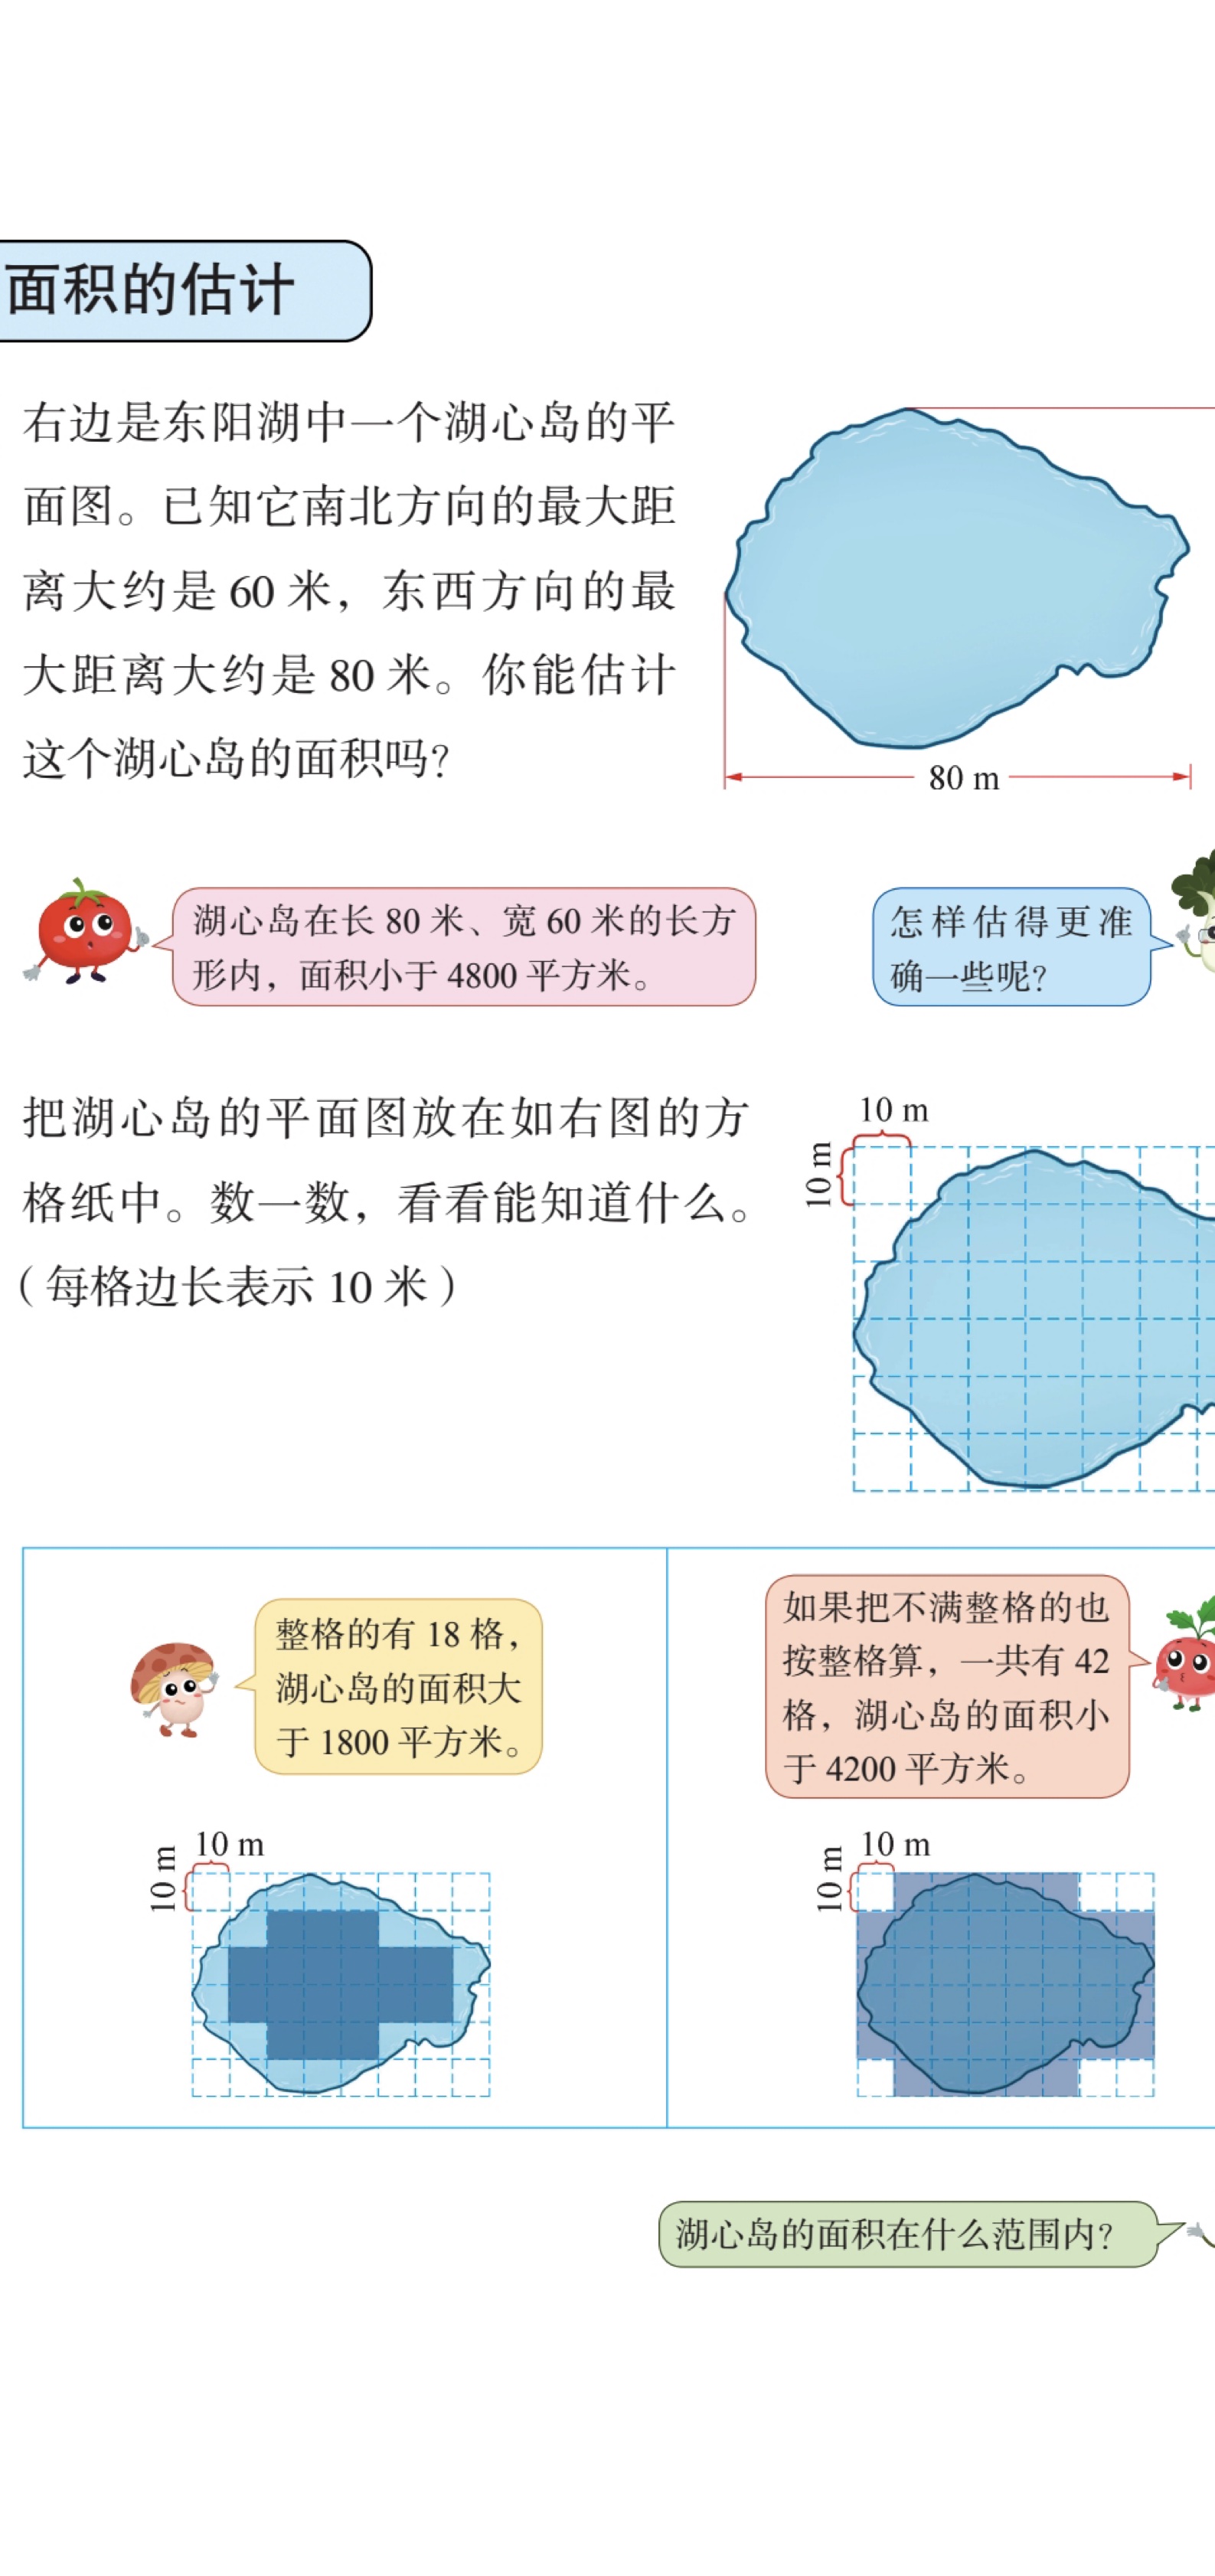 面积的估计
右边是东阳湖中一个湖心岛的平
面图。已知它南北方向的最大距
离大约是 60 米，东西方向的最
大距离大约是 80 米。你能估计
这个湖心岛的面积吗？
80 m
湖心岛在长 80 米、宽 60 米的长方
形内，面积小于 4800 平方米。
怎样估得更准
确一些呢？
把湖心岛的平面图放在如右图的方
格纸中。数一数，看看能知道什么。
（每格边长表示 10 米）
10 m
10 m
整格的有 18 格，
湖心岛的面积大
于 1800 平方米。
10 m
10 m
如果把不满整格的也
按整格算，一共有 42
格，湖心岛的面积小
于 4200 平方米。
10 m
10 m
湖心岛的面积在什么范围内？